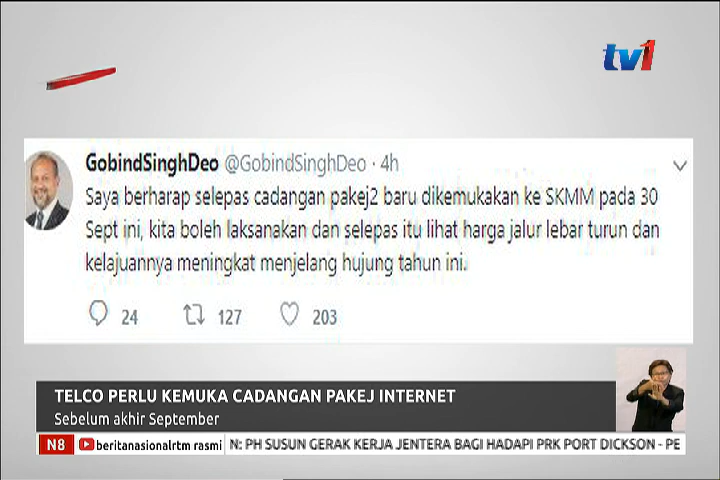 tv1
GobindSinghDeo @GobindSinghDeo · 4h
Saya berharap selepas cadangan pakej2 baru dikemukakan ke SKMM pada 30
Sept ini, kita boleh laksanakan dan selepas itu lihat harga jalur lebar turun dan
kelajuannya meningkat menjelang hujung tahun ini.
24 127 203
TELCO PERLU KEMUKA CADANGAN PAKEJ INTERNET
Sebelum akhir September
N8 beritanasionalrtm rasmi N: PH SUSUN GERAK KERJA JENTERA BAGI HADAPI PRK PORT DICKSON - PE